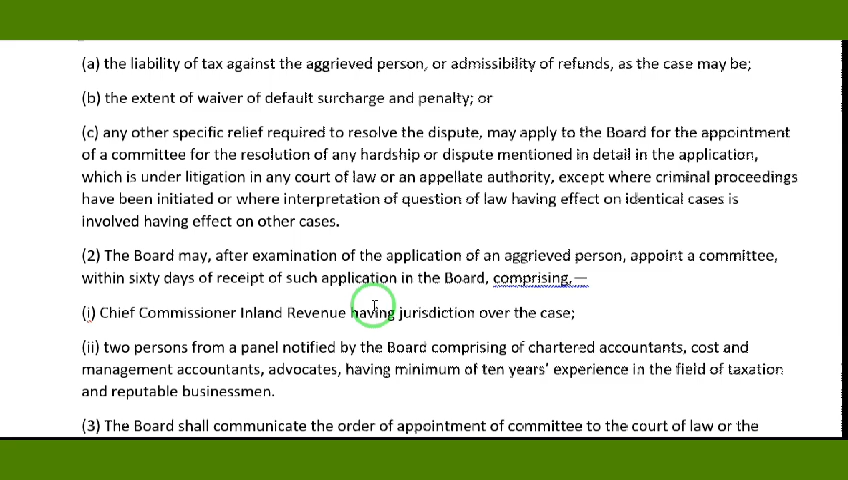 (a) the liability of tax against the aggrieved person, or admissibility of refunds, as the case may be;
(b) the extent of waiver of default surcharge and penalty; or
(c) any other specific relief required to resolve the dispute, may apply to the Board for the appointment
of a committee for the resolution of any hardship or dispute mentioned in detail in the application,
which is under litigation in any court of law or an appellate authority, except where criminal proceedings
have been initiated or where interpretation of question of law having effect on identical cases is
involved having effect on other cases.
(2) The Board may, after examination of the application of an aggrieved person, appoint a committee,
within sixty days of receipt of such application in the Board, comprising,—
(i) Chief Commissioner Inland Revenue having jurisdiction over the case;
(ii) two persons from a panel notified by the Board comprising of chartered accountants, cost and
management accountants, advocates, having minimum of ten years' experience in the field of taxation
and reputable businessmen.
(3) The Board shall communicate the order of appointment of committee to the court of law or the